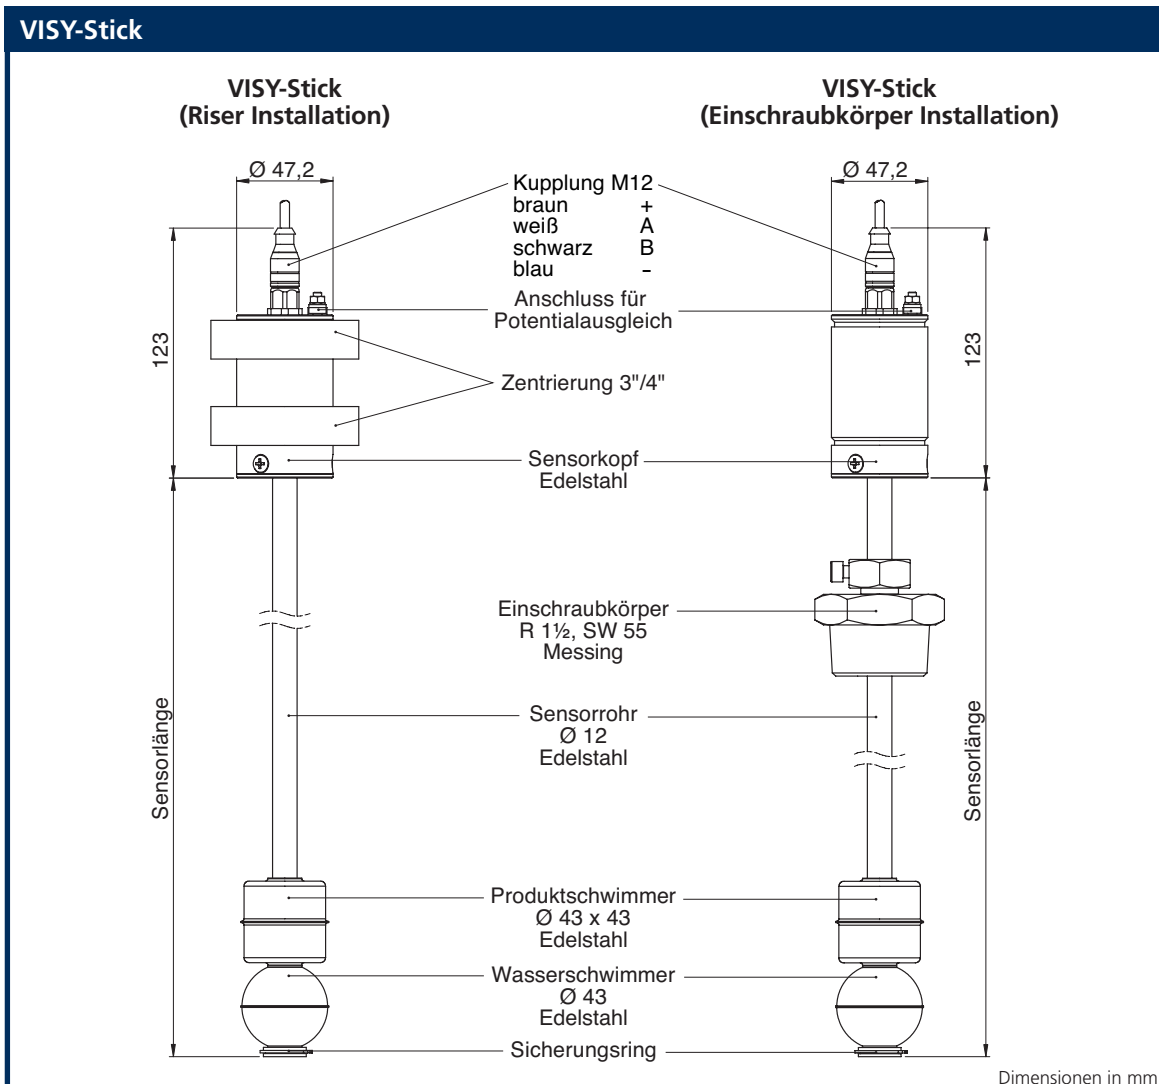 VISY-Stick
VISY-Stick
(Riser Installation)
VISY-Stick
(Einschraubkörper Installation)
Ø 47,2
Ø 47,2
Kupplung M12
braun +
weiß A
schwarz B
blau -
Anschluss für
Potentialausgleich
123
123
Zentrierung 3"/4"
Sensorkopf
Edelstahl
Einschraubkörper
R 1½, SW 55
Messing
Sensorrohr
Ø 12
Edelstahl
Sensorlänge
Sensorlänge
Produktschwimmer
Ø 43 x 43
Edelstahl
Wasserschwimmer
Ø 43
Edelstahl
Sicherungsring
Dimensionen in mm